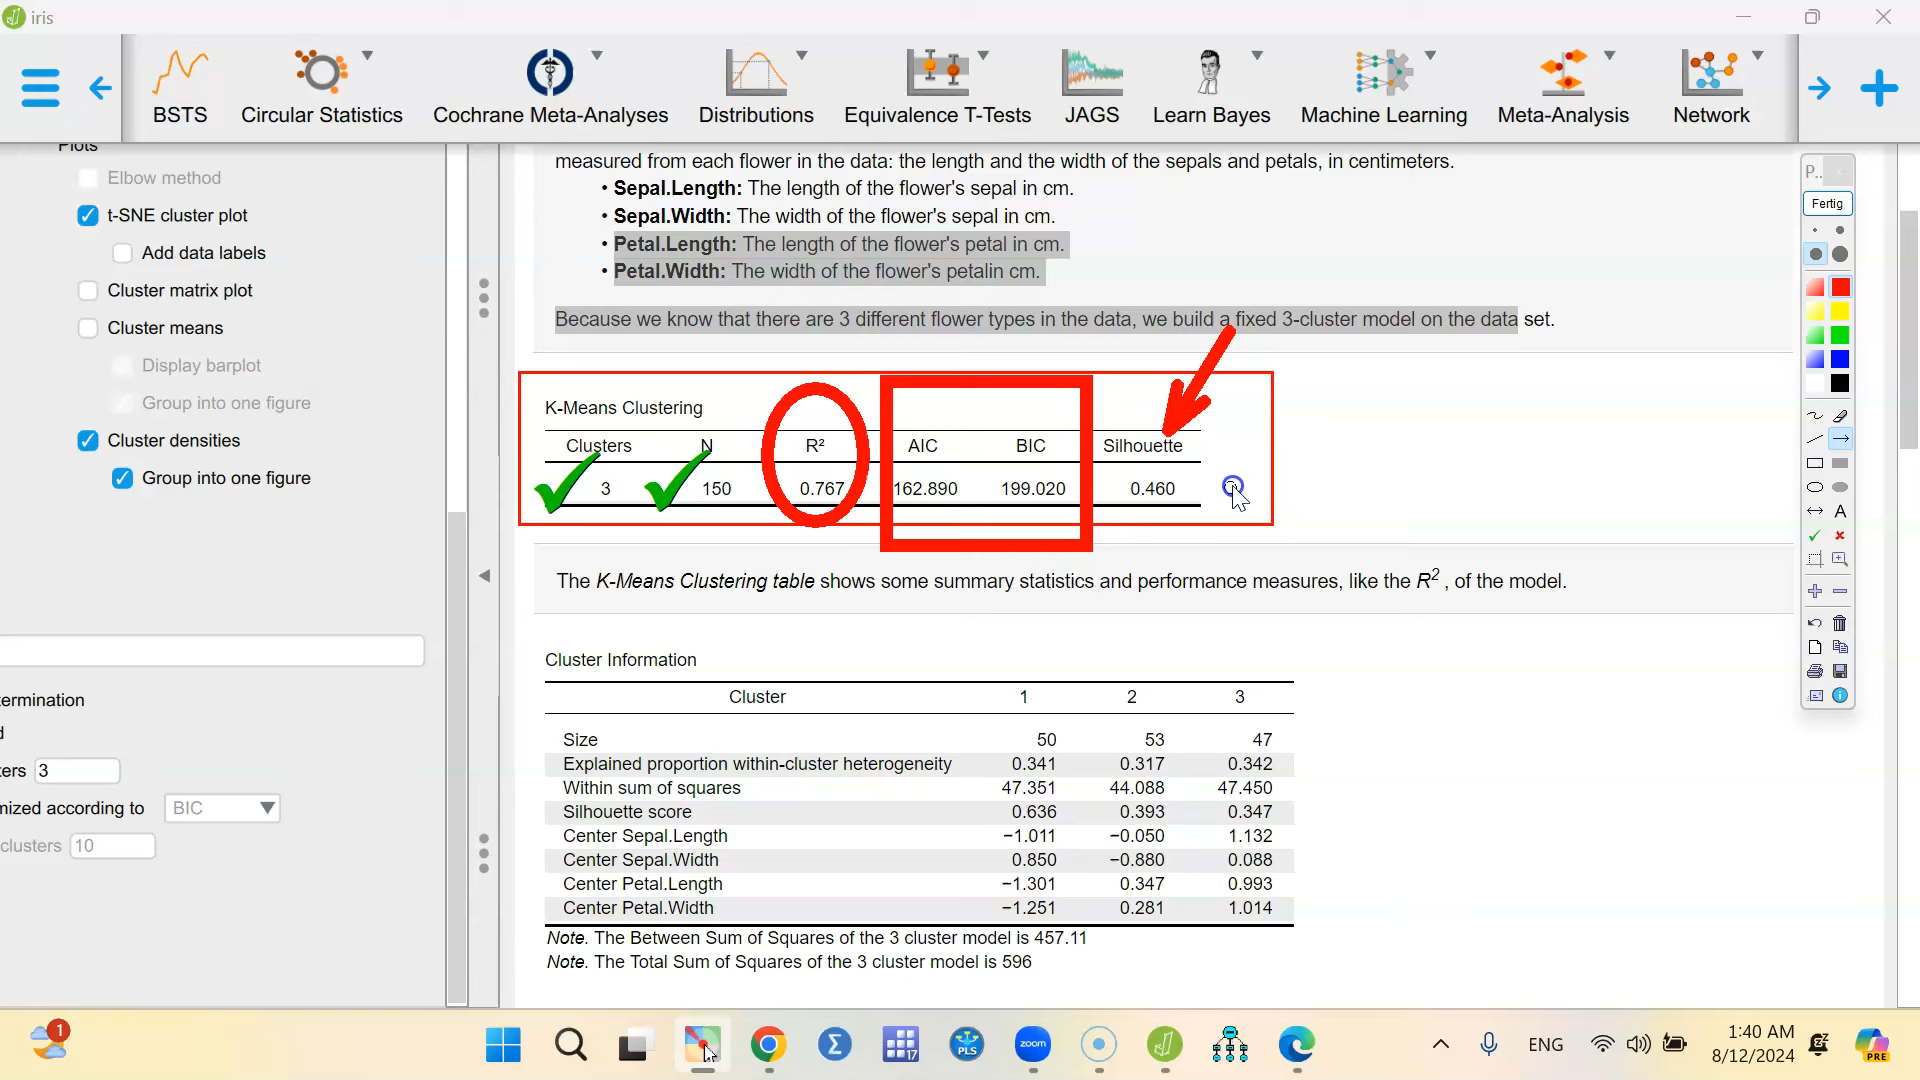 iris
BSTS
Circular Statistics
Cochrane Meta-Analyses
Distributions
Equivalence T-Tests
JAGS
Learn Bayes
Machine Learning
Meta-Analysis
Network
Plots
Elbow method
t-SNE cluster plot
Add data labels
Cluster matrix plot
Cluster means
Display barplot
Group into one figure
Cluster densities
Group into one figure
ermination
d
ers 3
mized according to BIC
clusters 10
measured from each flower in the data: the length and the width of the sepals and petals, in centimeters.
• Sepal.Length: The length of the flower's sepal in cm.
• Sepal.Width: The width of the flower's sepal in cm.
• Petal.Length: The length of the flower's petal in cm.
• Petal.Width: The width of the flower's petalin cm.
Because we know that there are 3 different flower types in the data, we build a fixed 3-cluster model on the data set.
K-Means Clustering
Clusters N R² AIC BIC Silhouette
3 150 0.767 162.890 199.020 0.460
The K-Means Clustering table shows some summary statistics and performance measures, like the R², of the model.
Cluster Information
Cluster 1 2 3
Size 50 53 47
Explained proportion within-cluster heterogeneity 0.341 0.317 0.342
Within sum of squares 47.351 44.088 47.450
Silhouette score 0.636 0.393 0.347
Center Sepal.Length −1.011 −0.050 1.132
Center Sepal.Width 0.850 −0.880 0.088
Center Petal.Length −1.301 0.347 0.993
Center Petal.Width −1.251 0.281 1.014
Note. The Between Sum of Squares of the 3 cluster model is 457.11
Note. The Total Sum of Squares of the 3 cluster model is 596
P...
Fertig
A
1
Σ
17
PLS
zoom
ENG
1:40 AM
8/12/2024
PRE